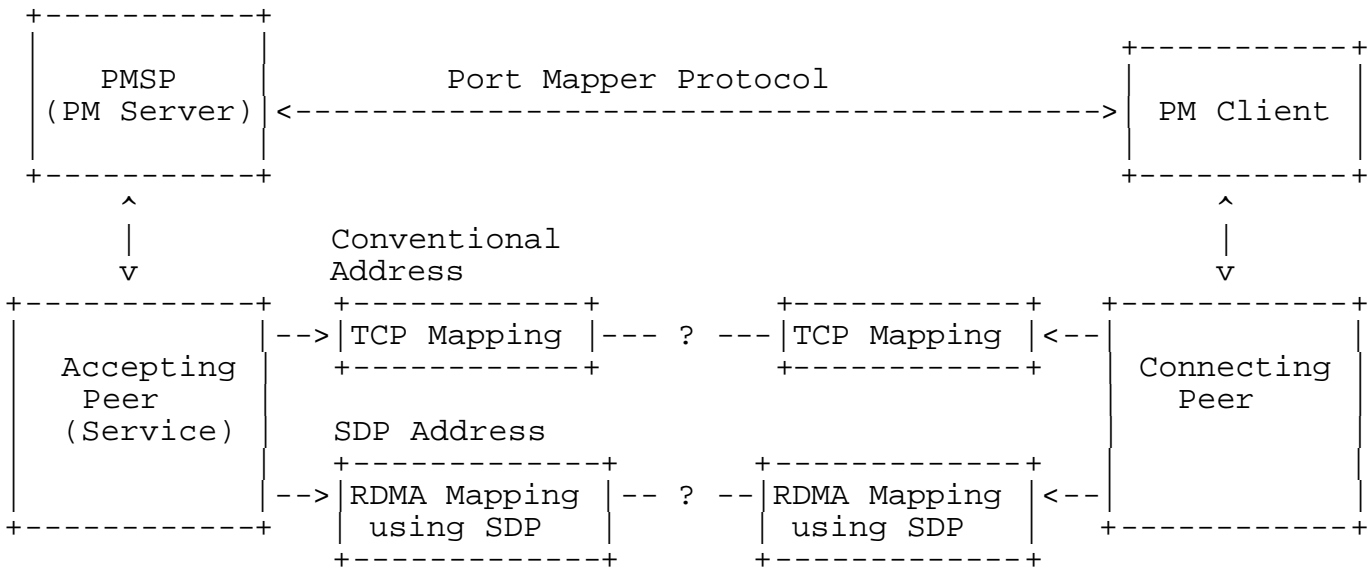 PMSP
(PM Server)
Port Mapper Protocol
PM Client
Conventional
Address
TCP Mapping
?
TCP Mapping
Accepting
Peer
(Service)
Connecting
Peer
SDP Address
RDMA Mapping
using SDP
?
RDMA Mapping
using SDP